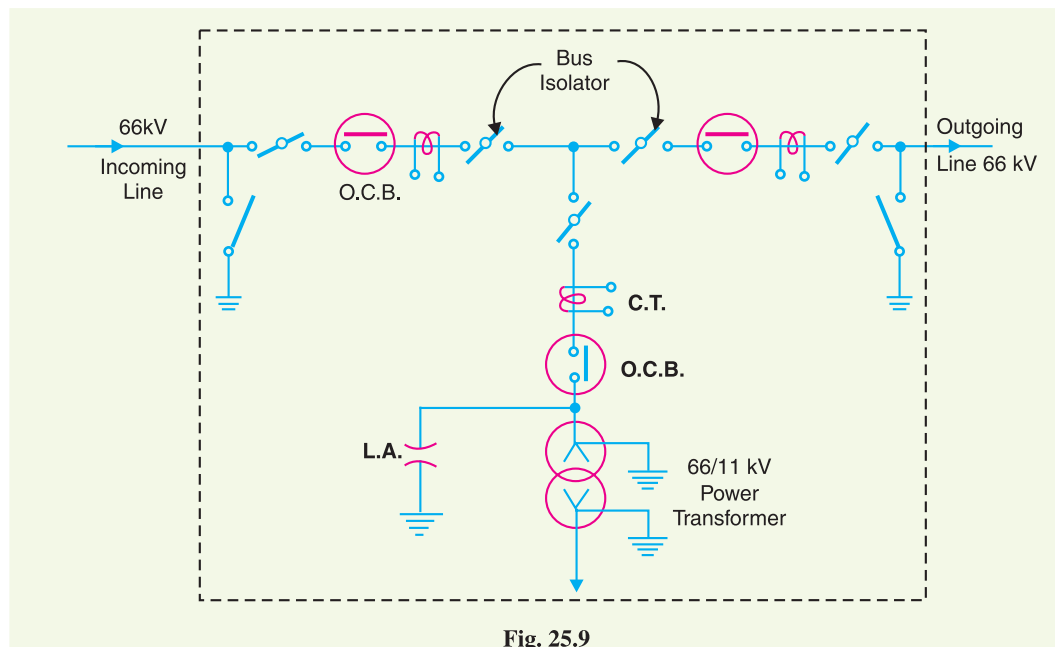 Bus
Isolator
66kV
Incoming
Line
O.C.B.
Outgoing
Line 66 kV
C.T.
O.C.B.
L.A.
66/11 kV
Power
Transformer
Fig. 25.9